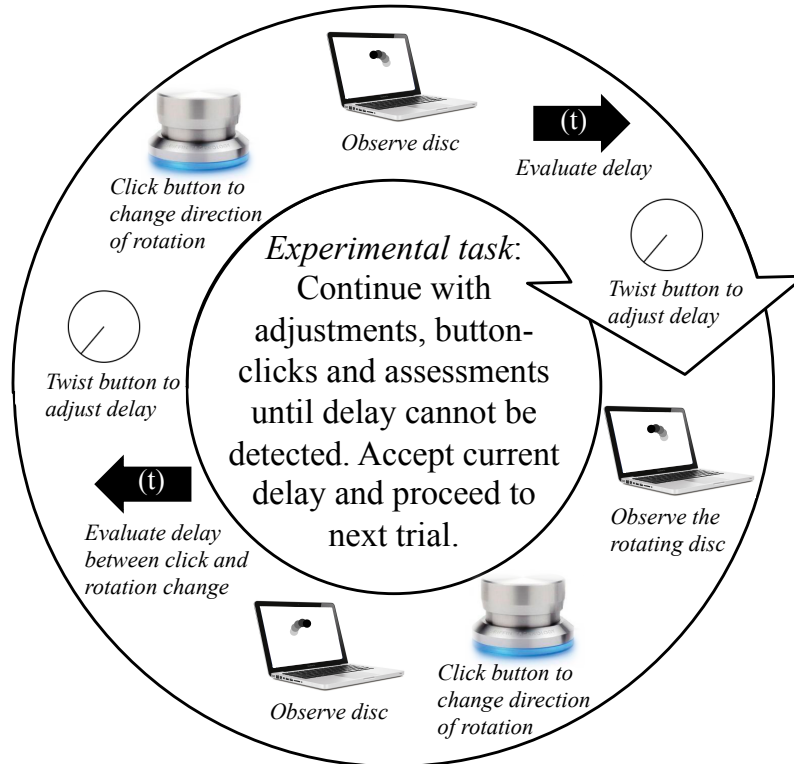 Observe disc
(t)
Evaluate delay
Twist button to
adjust delay
Observe the
rotating disc
Click button to
change direction
of rotation
Observe disc
(t)
Evaluate delay
between click and
rotation change
Twist button to
adjust delay
Click button to
change direction
of rotation
Experimental task:
Continue with
adjustments, button-
clicks and assessments
until delay cannot be
detected. Accept current
delay and proceed to
next trial.